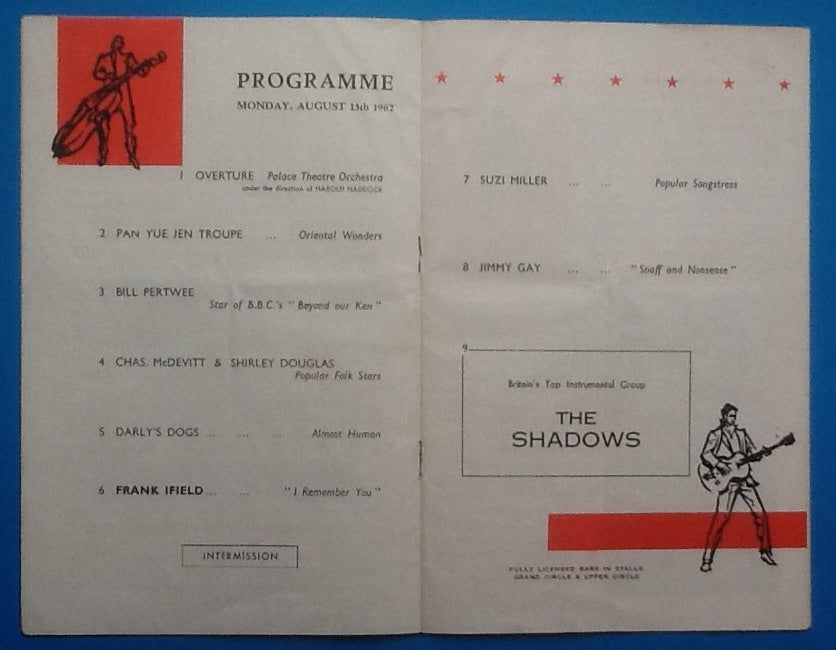 PROGRAMME
MONDAY, AUGUST 13th 1962
1 OVERTURE Palace Theatre Orchestra
under the direction of HAROLD HADDOCK
2 PAN YUE JEN TROUPE ... Oriental Wonders
3 BILL PERTWEE
Star of B.B.C.'s "Beyond our Ken"
4 CHAS. McDEVITT & SHIRLEY DOUGLAS
Popular Folk Stars
5 DARLY'S DOGS ... ... ... Almost Human
6 FRANK IFIELD ... ... "I Remember You"
INTERMISSION
7 SUZI MILLER ... ... Popular Songstress
8 JIMMY GAY ... ... "Snaff and Nonsense"
9
Britain's Top Instrumental Group
THE
SHADOWS
FULLY LICENSED BARS IN STALLS
GRAND CIRCLE & UPPER CIRCLE